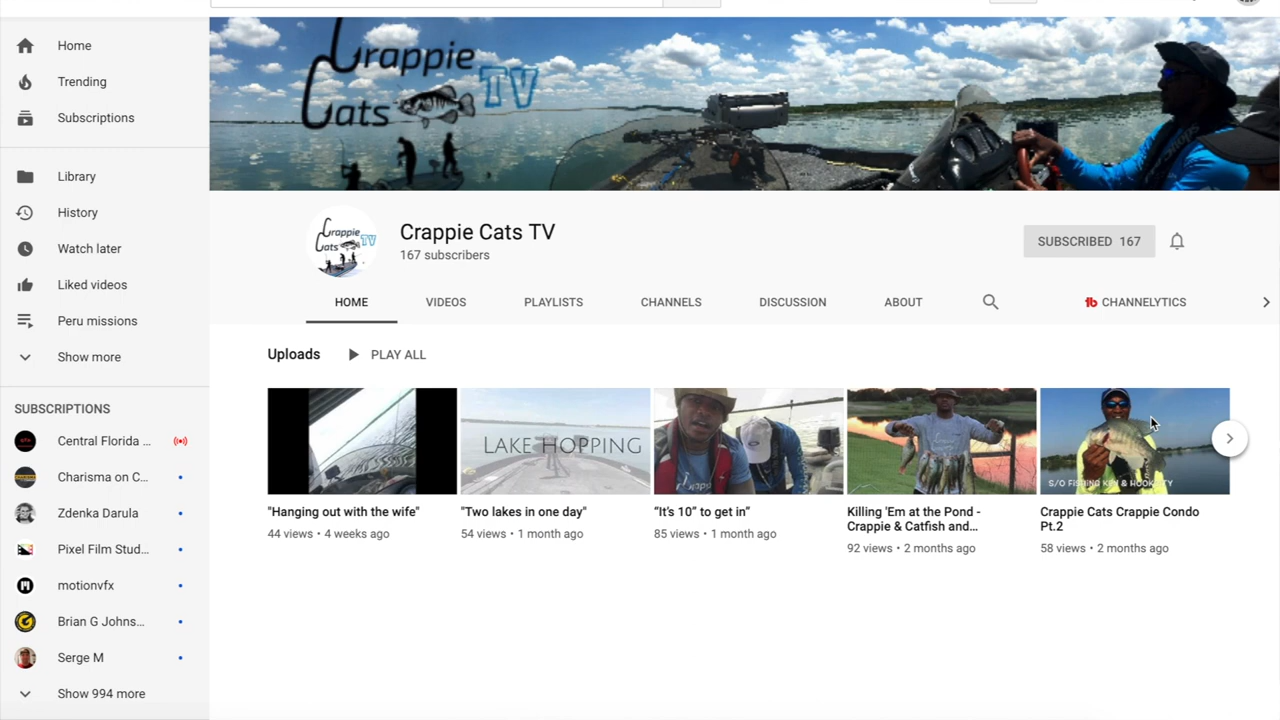 Crappie
Cats TV
Home
Trending
Subscriptions
Library
History
Watch later
Liked videos
Peru missions
Show more
SUBSCRIPTIONS
Central Florida ...
Charisma on C...
Zdenka Darula
Pixel Film Stud...
motionvfx
Brian G Johns...
Serge M
Show 994 more
Crappie
Cats TV
Crappie Cats TV
167 subscribers
SUBSCRIBED 167
HOME
VIDEOS
PLAYLISTS
CHANNELS
DISCUSSION
ABOUT
CHANNELYTICS
Uploads
PLAY ALL
LAKE HOPPING
"Hanging out with the wife"
44 views • 4 weeks ago
"Two lakes in one day"
54 views • 1 month ago
“It’s 10” to get in”
85 views • 1 month ago
Killing 'Em at the Pond -
Crappie & Catfish and...
92 views • 2 months ago
Crappie Cats Crappie Condo
Pt.2
58 views • 2 months ago